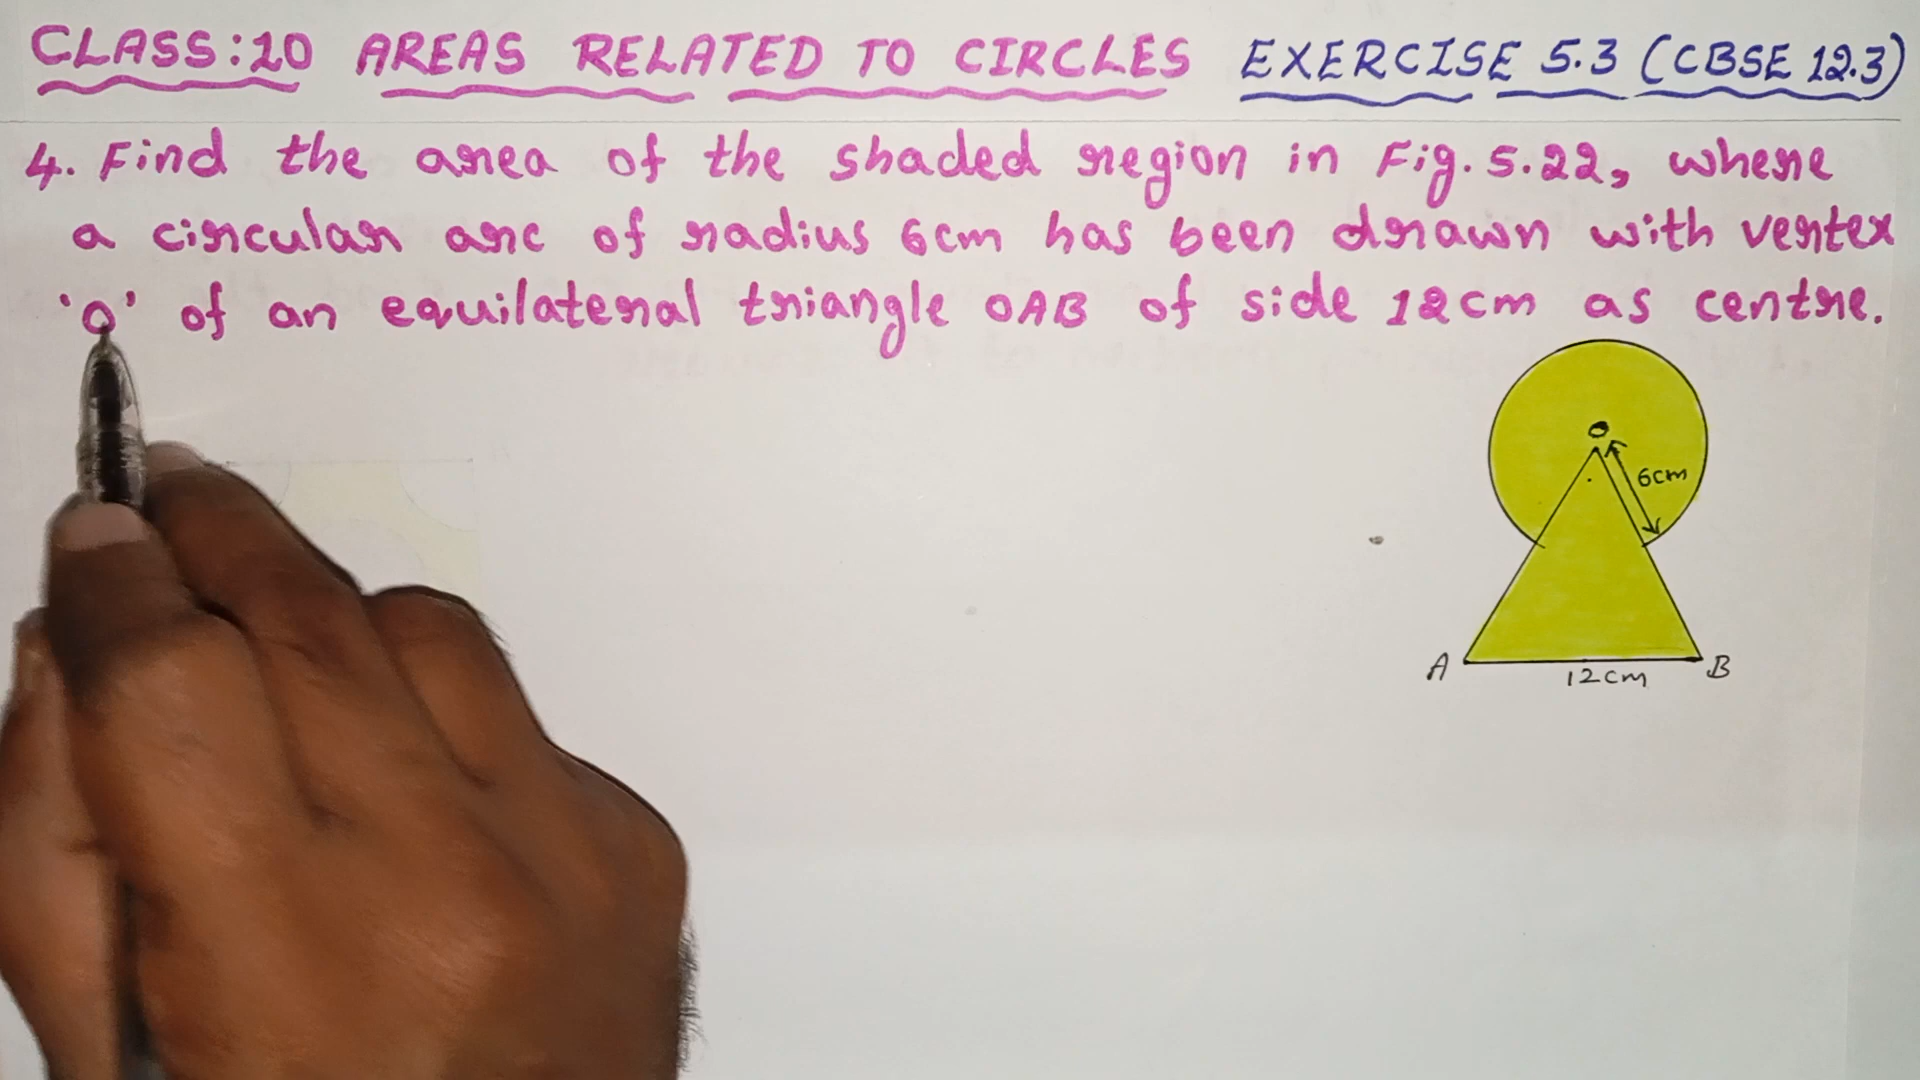 CLASS:10 AREAS RELATED TO CIRCLES EXERCISE 5.3 (CBSE 12.3)
4. Find the area of the shaded region in Fig. 5.22, where
a circular arc of radius 6cm has been drawn with vertex
'O' of an equilateral triangle OAB of side 12cm as centre.
O
6cm
A
B
12cm